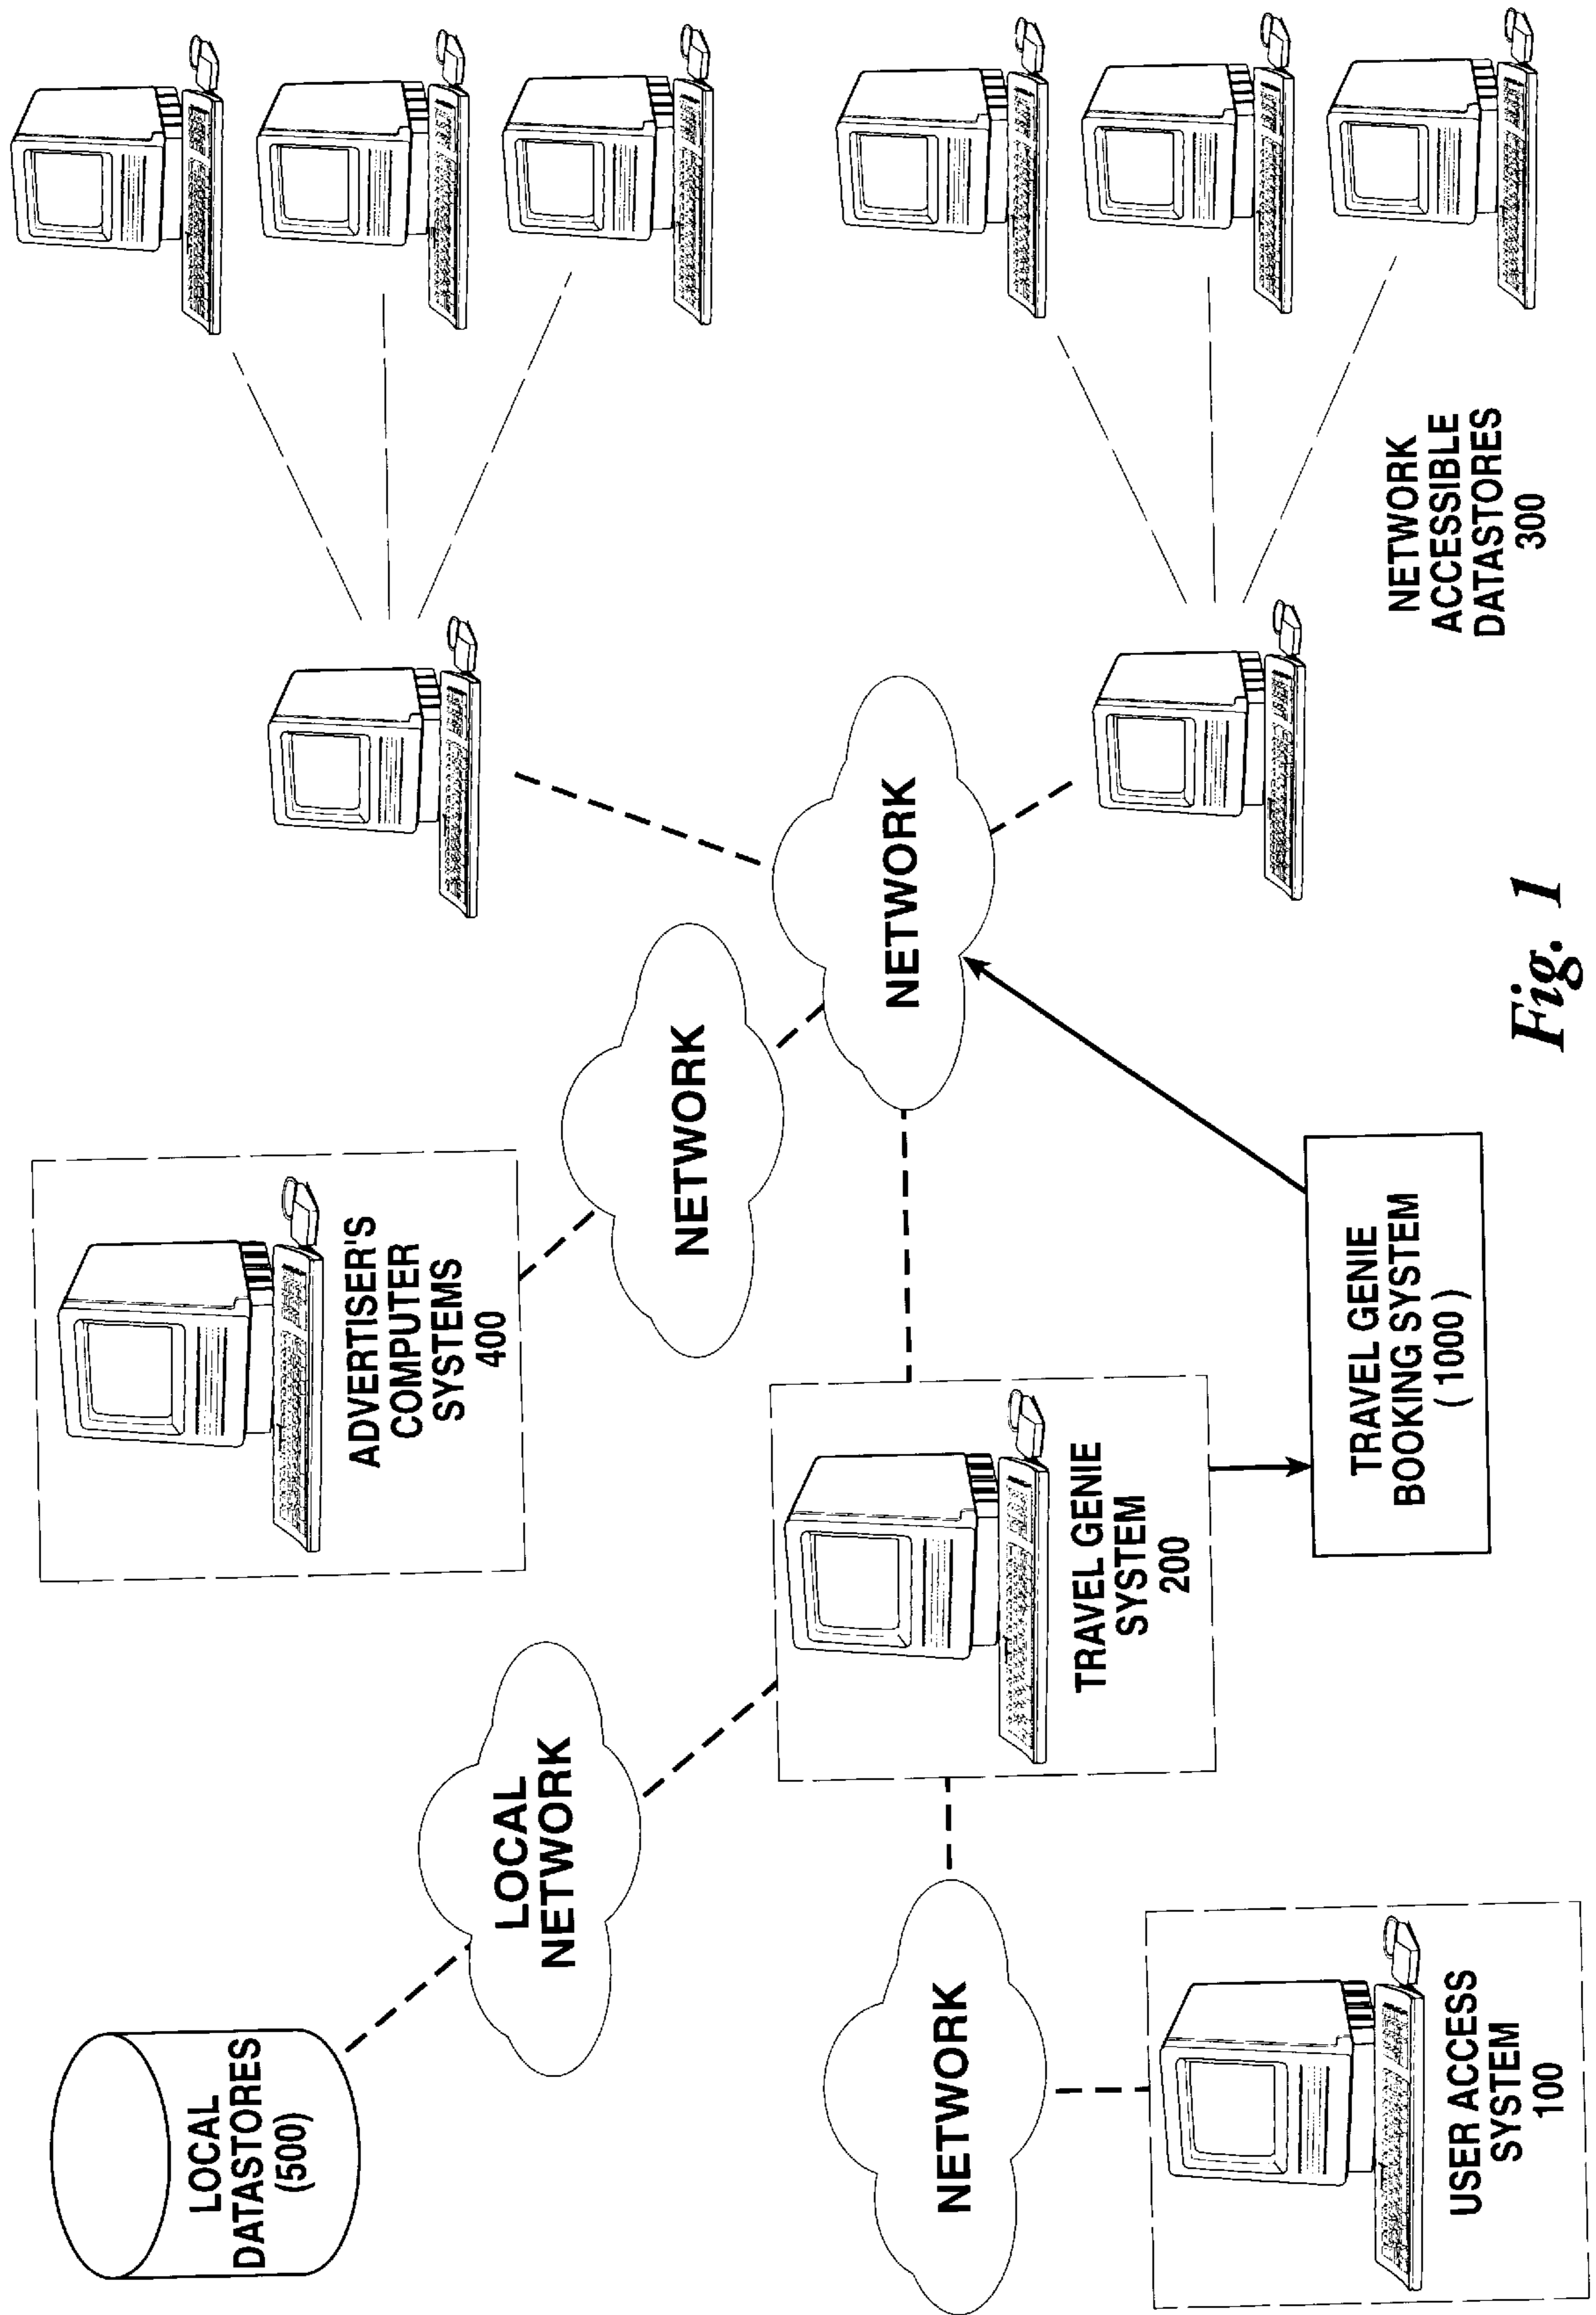 LOCAL
DATASTORES
(500)
LOCAL
NETWORK
ADVERTISER'S
COMPUTER
SYSTEMS
400
NETWORK
NETWORK
NETWORK
TRAVEL GENIE
SYSTEM
200
USER ACCESS
SYSTEM
100
TRAVEL GENIE
BOOKING SYSTEM
( 1000 )
NETWORK
ACCESSIBLE
DATASTORES
300
Fig. 1